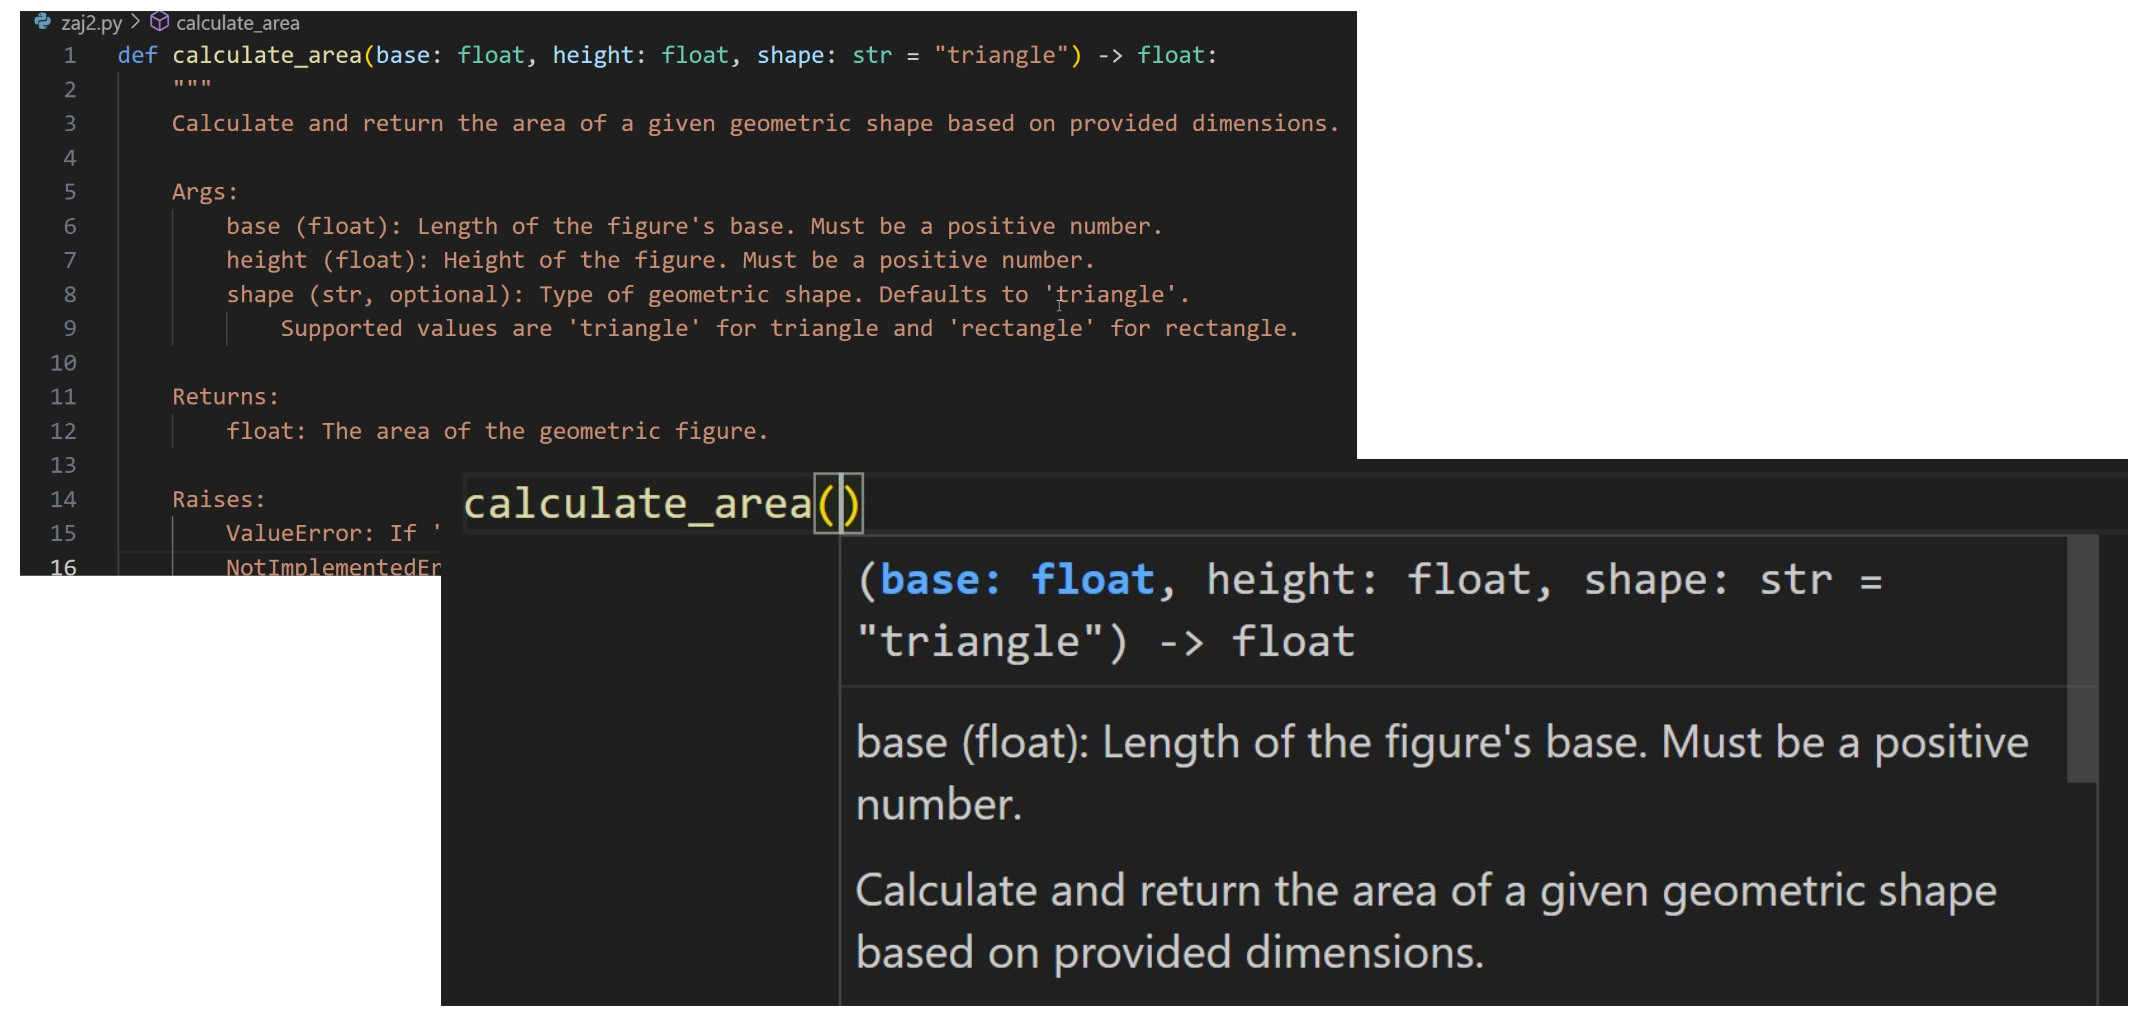 zaj2.py > calculate_area
1 def calculate_area(base: float, height: float, shape: str = "triangle") -> float:
2 """
3 Calculate and return the area of a given geometric shape based on provided dimensions.
4
5 Args:
6 base (float): Length of the figure's base. Must be a positive number.
7 height (float): Height of the figure. Must be a positive number.
8 shape (str, optional): Type of geometric shape. Defaults to 'triangle'.
9 Supported values are 'triangle' for triangle and 'rectangle' for rectangle.
10
11 Returns:
12 float: The area of the geometric figure.
13
14 Raises:
15 ValueError: If '
16 NotImplementedEr
calculate_area()
(base: float, height: float, shape: str =
"triangle") -> float
base (float): Length of the figure's base. Must be a positive
number.
Calculate and return the area of a given geometric shape
based on provided dimensions.